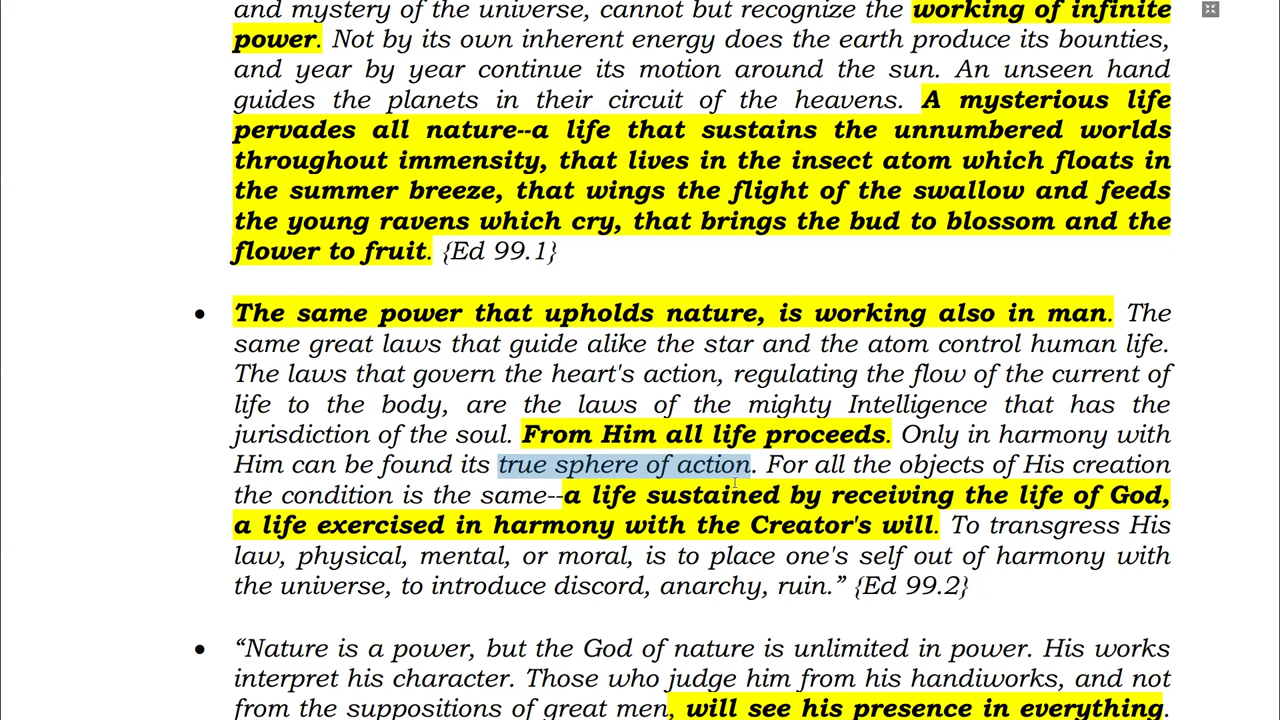 and mystery of the universe, cannot but recognize the working of infinite
power. Not by its own inherent energy does the earth produce its bounties,
and year by year continue its motion around the sun. An unseen hand
guides the planets in their circuit of the heavens. A mysterious life
pervades all nature--a life that sustains the unnumbered worlds
throughout immensity, that lives in the insect atom which floats in
the summer breeze, that wings the flight of the swallow and feeds
the young ravens which cry, that brings the bud to blossom and the
flower to fruit. {Ed 99.1}
• The same power that upholds nature, is working also in man. The
same great laws that guide alike the star and the atom control human life.
The laws that govern the heart's action, regulating the flow of the current of
life to the body, are the laws of the mighty Intelligence that has the
jurisdiction of the soul. From Him all life proceeds. Only in harmony with
Him can be found its true sphere of action. For all the objects of His creation
the condition is the same--a life sustained by receiving the life of God,
a life exercised in harmony with the Creator's will. To transgress His
law, physical, mental, or moral, is to place one's self out of harmony with
the universe, to introduce discord, anarchy, ruin.” {Ed 99.2}
• “Nature is a power, but the God of nature is unlimited in power. His works
interpret his character. Those who judge him from his handiworks, and not
from the suppositions of great men, will see his presence in everything.